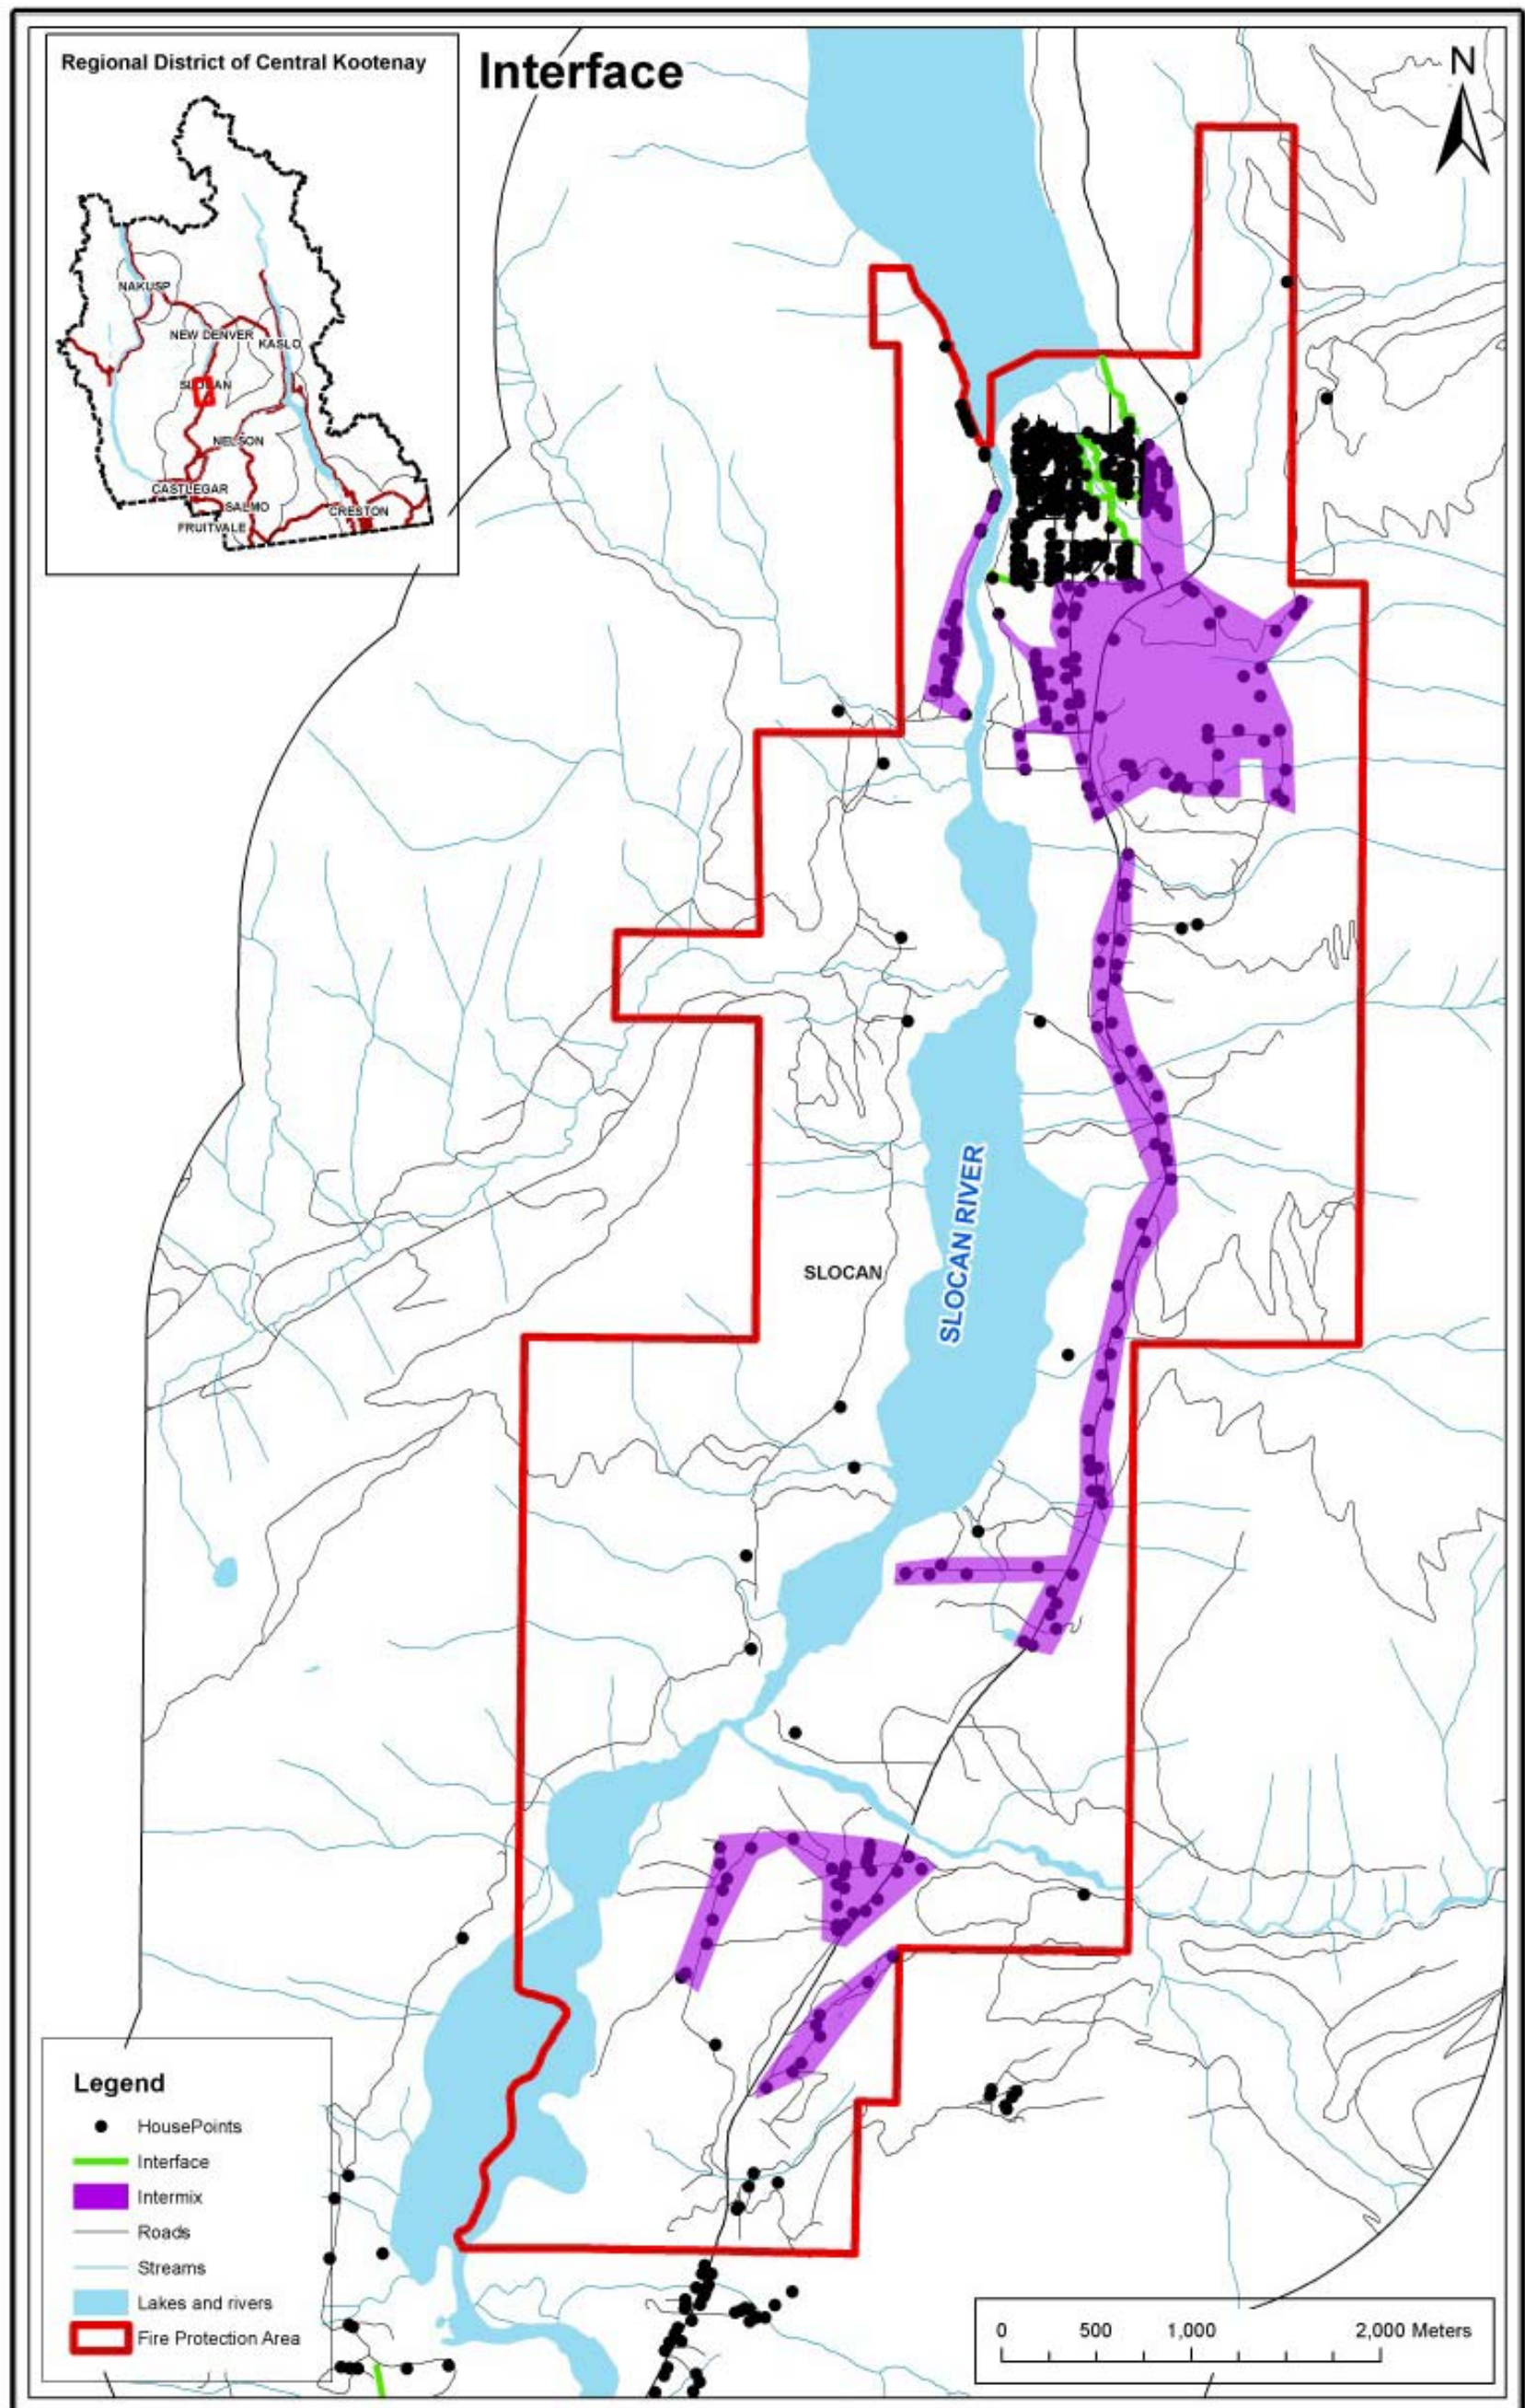 Regional District of Central Kootenay
Interface
N
NAKUSP
NEW DENVER
KASLO
SLOCAN
NELSON
CASTLEGAR
SALMO
CRESTON
FRUITVALE
SLOCAN RIVER
SLOCAN
Legend
HousePoints
Interface
Intermix
Roads
Streams
Lakes and rivers
Fire Protection Area
0 500 1,000 2,000 Meters